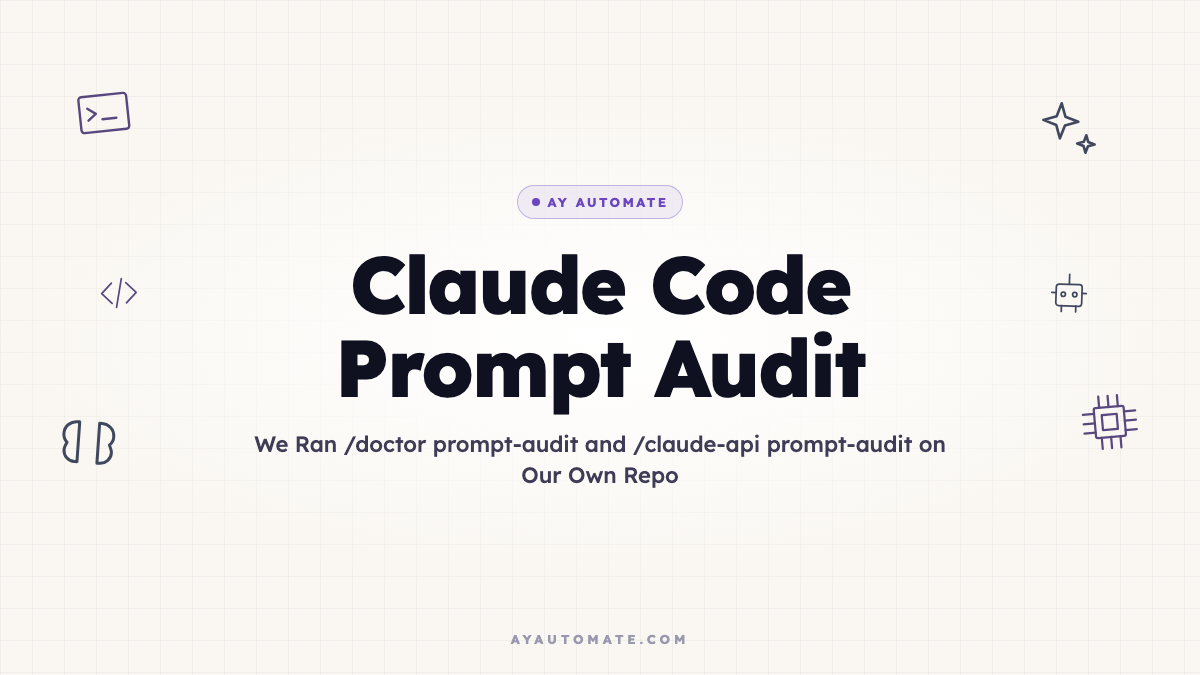 >_
AY AUTOMATE
</>
Claude Code
Prompt Audit
We Ran /doctor prompt-audit and /claude-api prompt-audit on
Our Own Repo
AYAUTOMATE.COM